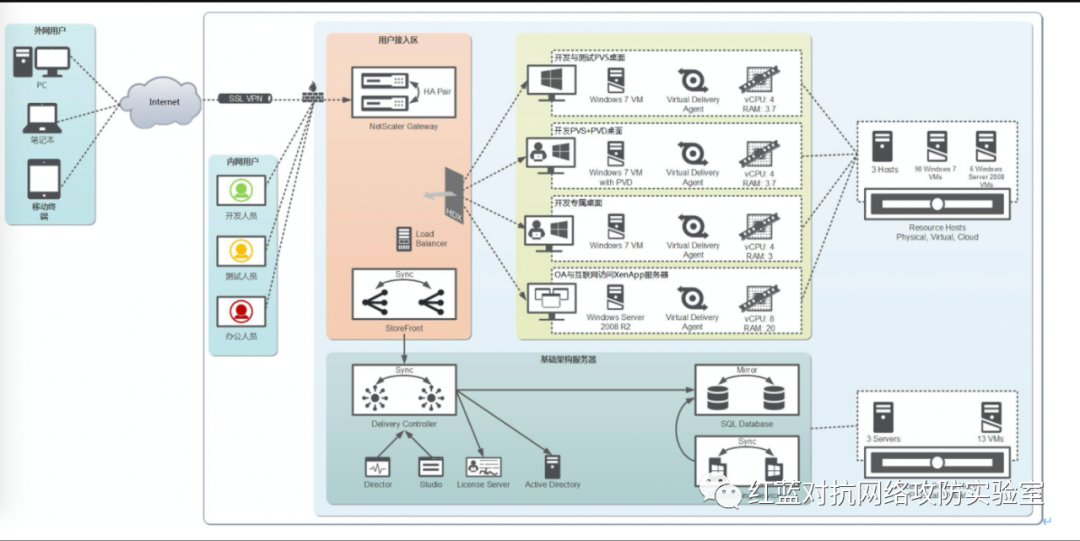 外网用户
PC
笔记本
移动终
端
Internet
SSL VPN
内网用户
开发人员
测试人员
办公人员
用户接入区
HA Pair
NetScaler Gateway
HDX
Load
Balancer
Sync
StoreFront
开发与测试PVS桌面
Windows 7 VM
Virtual Delivery
Agent
vCPU: 4
RAM: 3.7
开发PVS+PVD桌面
Windows 7 VM
with PVD
Virtual Delivery
Agent
vCPU: 4
RAM: 3.7
开发专属桌面
Windows 7 VM
Virtual Delivery
Agent
vCPU: 4
RAM: 3
OA与互联网访问XenApp服务器
Windows Server
2008 R2
Virtual Delivery
Agent
vCPU: 8
RAM: 20
3 Hosts
90 Windows 7
VMs
6 Windows
Server 2008
VMs
Resource Hosts
Physical, Virtual, Cloud
基础架构服务器
Sync
Delivery Controller
Director
Studio
License Server
Active Directory
Mirror
SQL Database
Sync
3 Servers
13 VMs
红蓝对抗网络攻防实验室